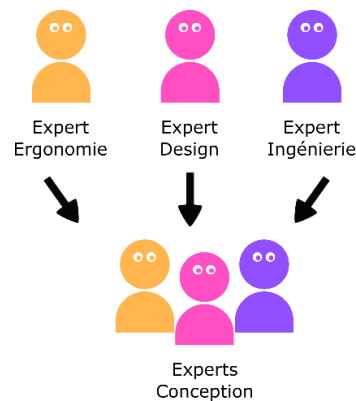 Expert
Ergonomie
Expert
Design
Expert
Ingénierie
Experts
Conception